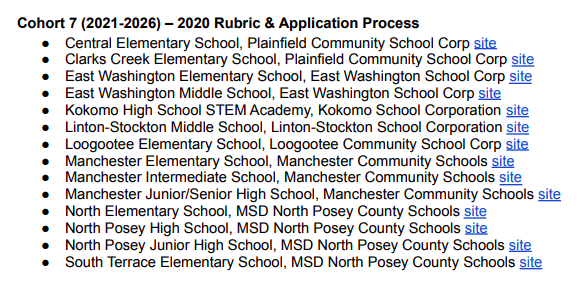 Cohort 7 (2021-2026) – 2020 Rubric & Application Process
● Central Elementary School, Plainfield Community School Corp site
● Clarks Creek Elementary School, Plainfield Community School Corp site
● East Washington Elementary School, East Washington School Corp site
● East Washington Middle School, East Washington School Corp site
● Kokomo High School STEM Academy, Kokomo School Corporation site
● Linton-Stockton Middle School, Linton-Stockton School Corporation site
● Loogootee Elementary School, Loogootee Community School Corp site
● Manchester Elementary School, Manchester Community Schools site
● Manchester Intermediate School, Manchester Community Schools site
● Manchester Junior/Senior High School, Manchester Community Schools site
● North Elementary School, MSD North Posey County Schools site
● North Posey High School, MSD North Posey County Schools site
● North Posey Junior High School, MSD North Posey County Schools site
● South Terrace Elementary School, MSD North Posey County Schools site